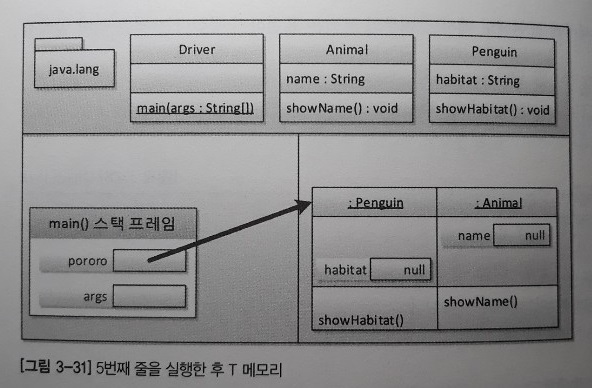 java.lang
Driver
main(args : String[])
Animal
name : String
showName() : void
Penguin
habitat : String
showHabitat() : void
main() 스택 프레임
pororo
args
: Penguin
habitat null
showHabitat()
: Animal
name null
showName()
[그림 3-31] 5번째 줄을 실행한 후 T 메모리